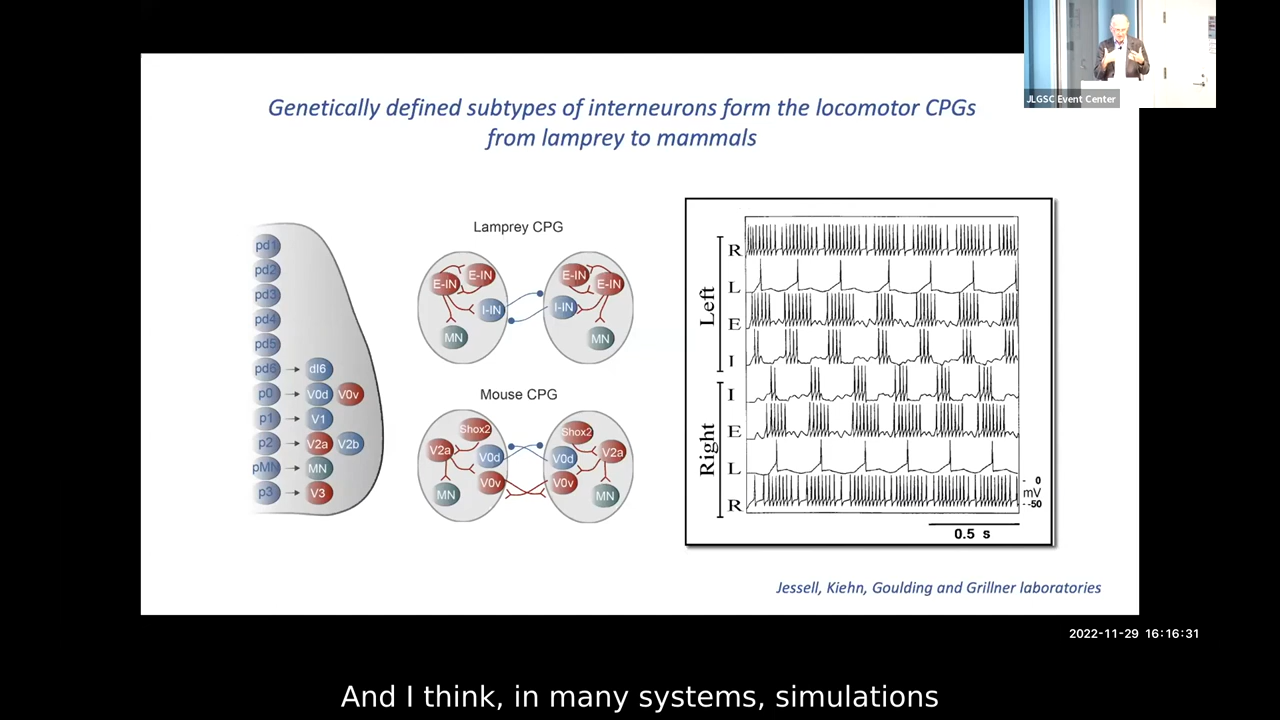 JLGSC Event Center
Genetically defined subtypes of interneurons form the locomotor CPGs
from lamprey to mammals
pd1
pd2
pd3
pd4
pd5
pd6 dI6
p0 V0d V0v
p1 V1
p2 V2a V2b
pMN MN
p3 V3
Lamprey CPG
E-IN E-IN E-IN E-IN
I-IN I-IN
MN MN
Mouse CPG
Shox2 Shox2
V2a V0d V0d V2a
V0v V0v
MN MN
Left
R
L
E
I
Right
I
E
L
R
0
mV
-50
0.5 s
Jessell, Kiehn, Goulding and Grillner laboratories
2022-11-29 16:16:31
And I think, in many systems, simulations